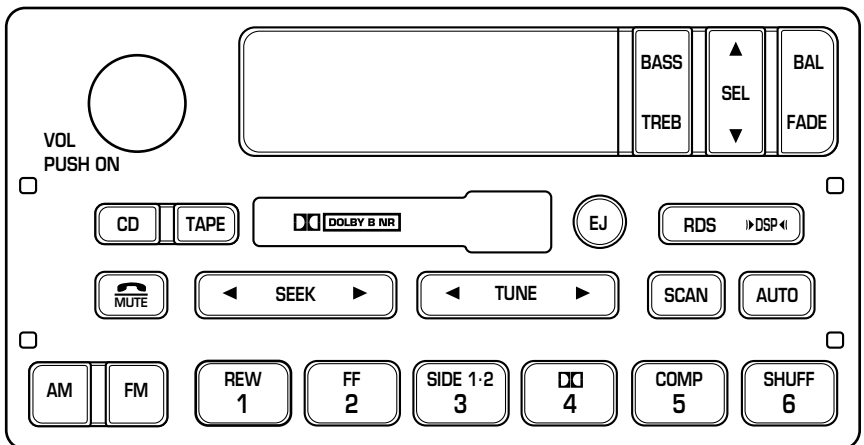 BASS
TREB
▲
SEL
▼
BAL
FADE
VOL
PUSH ON
CD
TAPE
DOLBY B NR
EJ
RDS
DSP
MUTE
◄ SEEK ►
◄ TUNE ►
SCAN
AUTO
AM
FM
REW
1
FF
2
SIDE 1·2
3
4
COMP
5
SHUFF
6